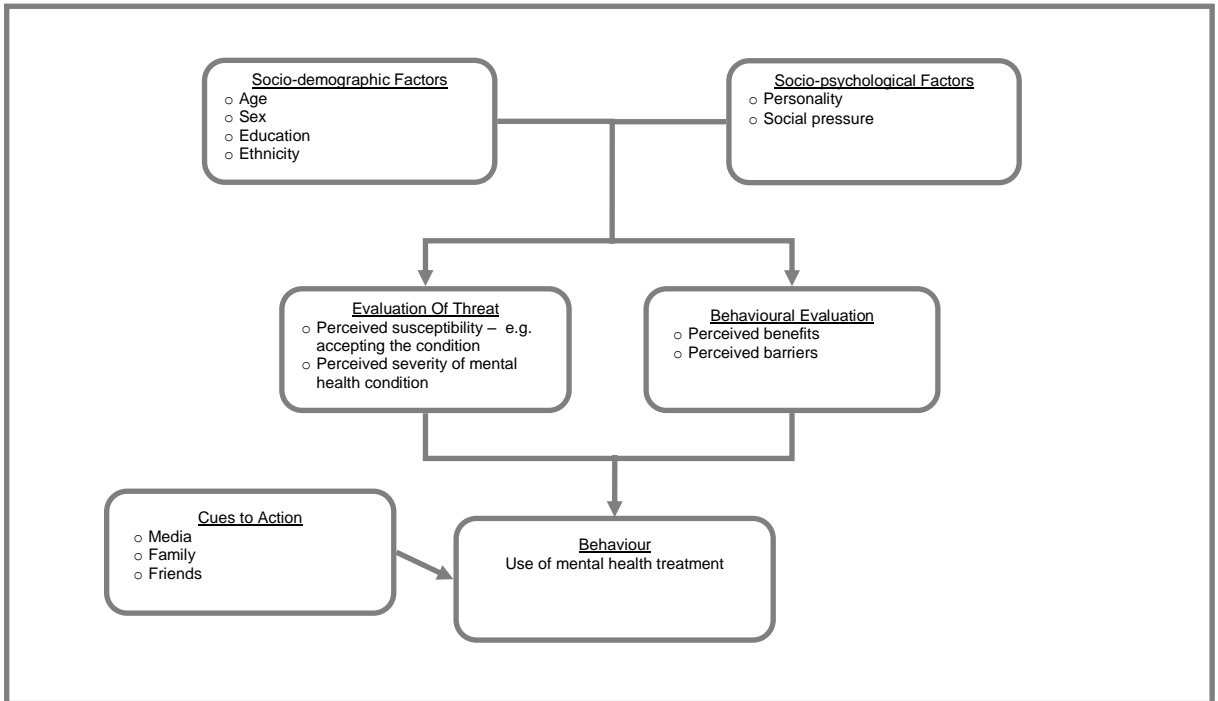 Socio-demographic Factors
○ Age
○ Sex
○ Education
○ Ethnicity
Socio-psychological Factors
○ Personality
○ Social pressure
Evaluation Of Threat
○ Perceived susceptibility – e.g.
accepting the condition
○ Perceived severity of mental
health condition
Behavioural Evaluation
○ Perceived benefits
○ Perceived barriers
Cues to Action
○ Media
○ Family
○ Friends
Behaviour
Use of mental health treatment